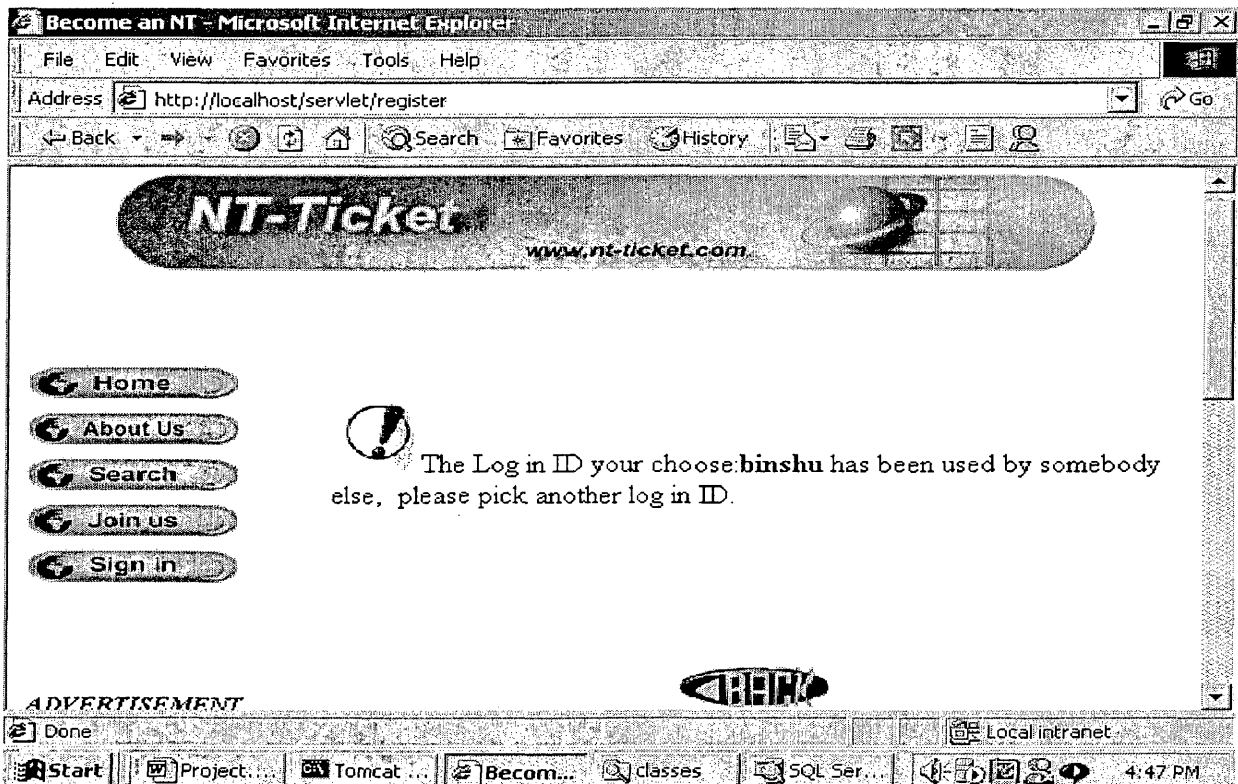 Become an NT - Microsoft Internet Explorer
File Edit View Favorites Tools Help
Address http://localhost/servlet/register Go
Back Search Favorites History
NT-Ticket
www.nt-ticket.com
Home
About Us
Search
Join us
Sign in
The Log in ID your choose:binshu has been used by somebody
else, please pick another log in ID.
BACK
ADVERTISEMENT
Done Local intranet
Start Project... Tomcat ... Becom... classes SQL Ser... 4:47 PM